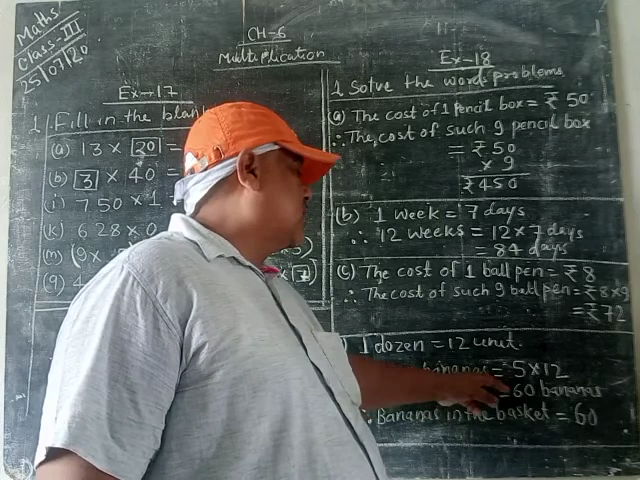 Maths
Class-III
25/07/20
CH-6
Multiplication
Ex-17
1. Fill in the
(a) 13 × 20 =
(b) 3 × 40 =
(i) 750 × 1
(k) 628 × 0
(m) (9 ×
(q) 4
× 7)
Ex-18
1 Solve the word problems
(a) The cost of 1 pencil box = ₹ 50
∴ The cost of such 9 pencil box
= ₹ 50
× 9
₹450
(b) 1 week = 7 days
∴ 12 weeks = 12 × 7 days
= 84 days
(c) The cost of 1 ball pen = ₹ 8
∴ The cost of such 9 ball pen = ₹ 8×9
= ₹ 72
1 dozen = 12 unit.
bananas = 5×12
= 60 bananas
∴ Bananas in the basket = 60